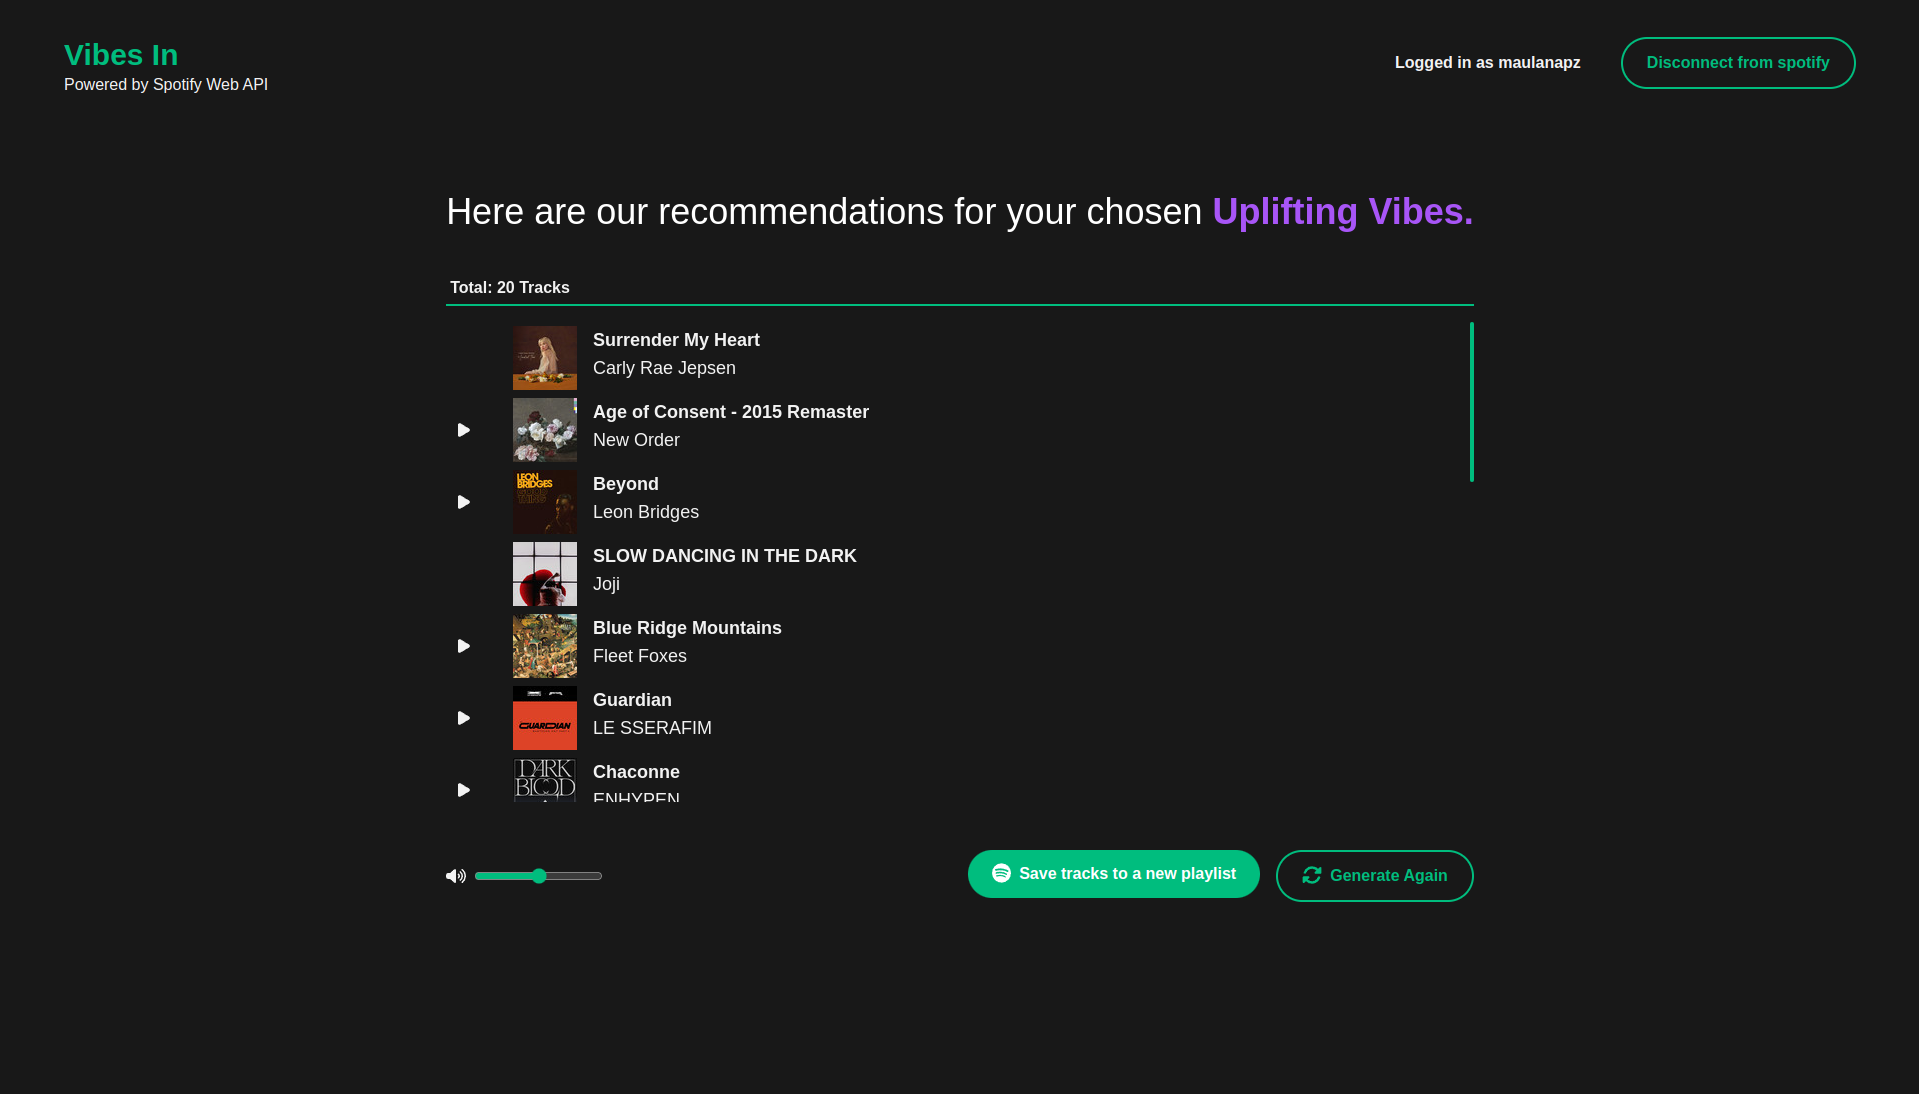 Vibes In
Powered by Spotify Web API
Logged in as maulanapz
Disconnect from spotify
Here are our recommendations for your chosen Uplifting Vibes.
Total: 20 Tracks
Surrender My Heart
Carly Rae Jepsen
Age of Consent - 2015 Remaster
New Order
LEON
BRIDGES
GOOD
THING
Beyond
Leon Bridges
SLOW DANCING IN THE DARK
Joji
Blue Ridge Mountains
Fleet Foxes
GUARDIAN
Guardian
LE SSERAFIM
DARK
BLOOD
Chaconne
ENHYPEN
Save tracks to a new playlist
Generate Again